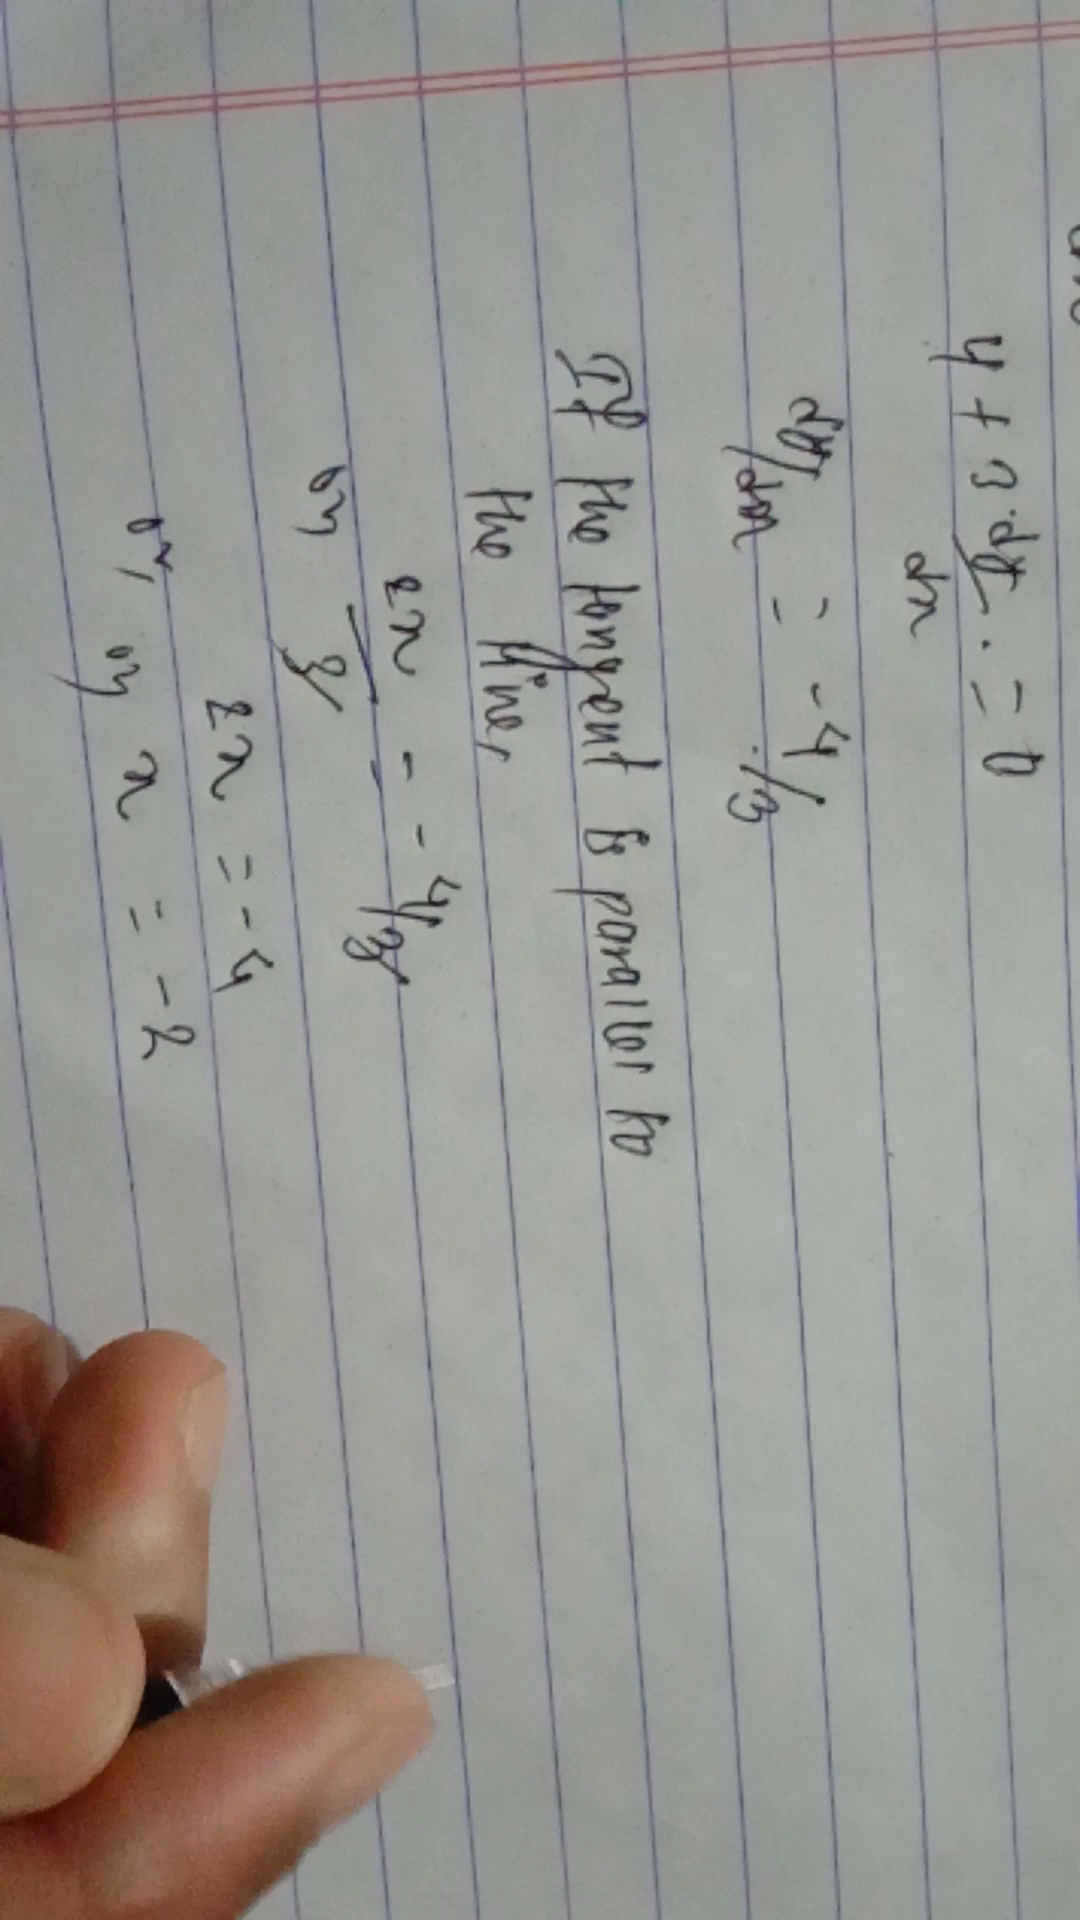 4 + 3 dy/dx = 0
dy/dx = -4/3
If the tangent is parallel to
the line,
or, 2x/3 = -4/3
2x = -4
or, or, x = -2